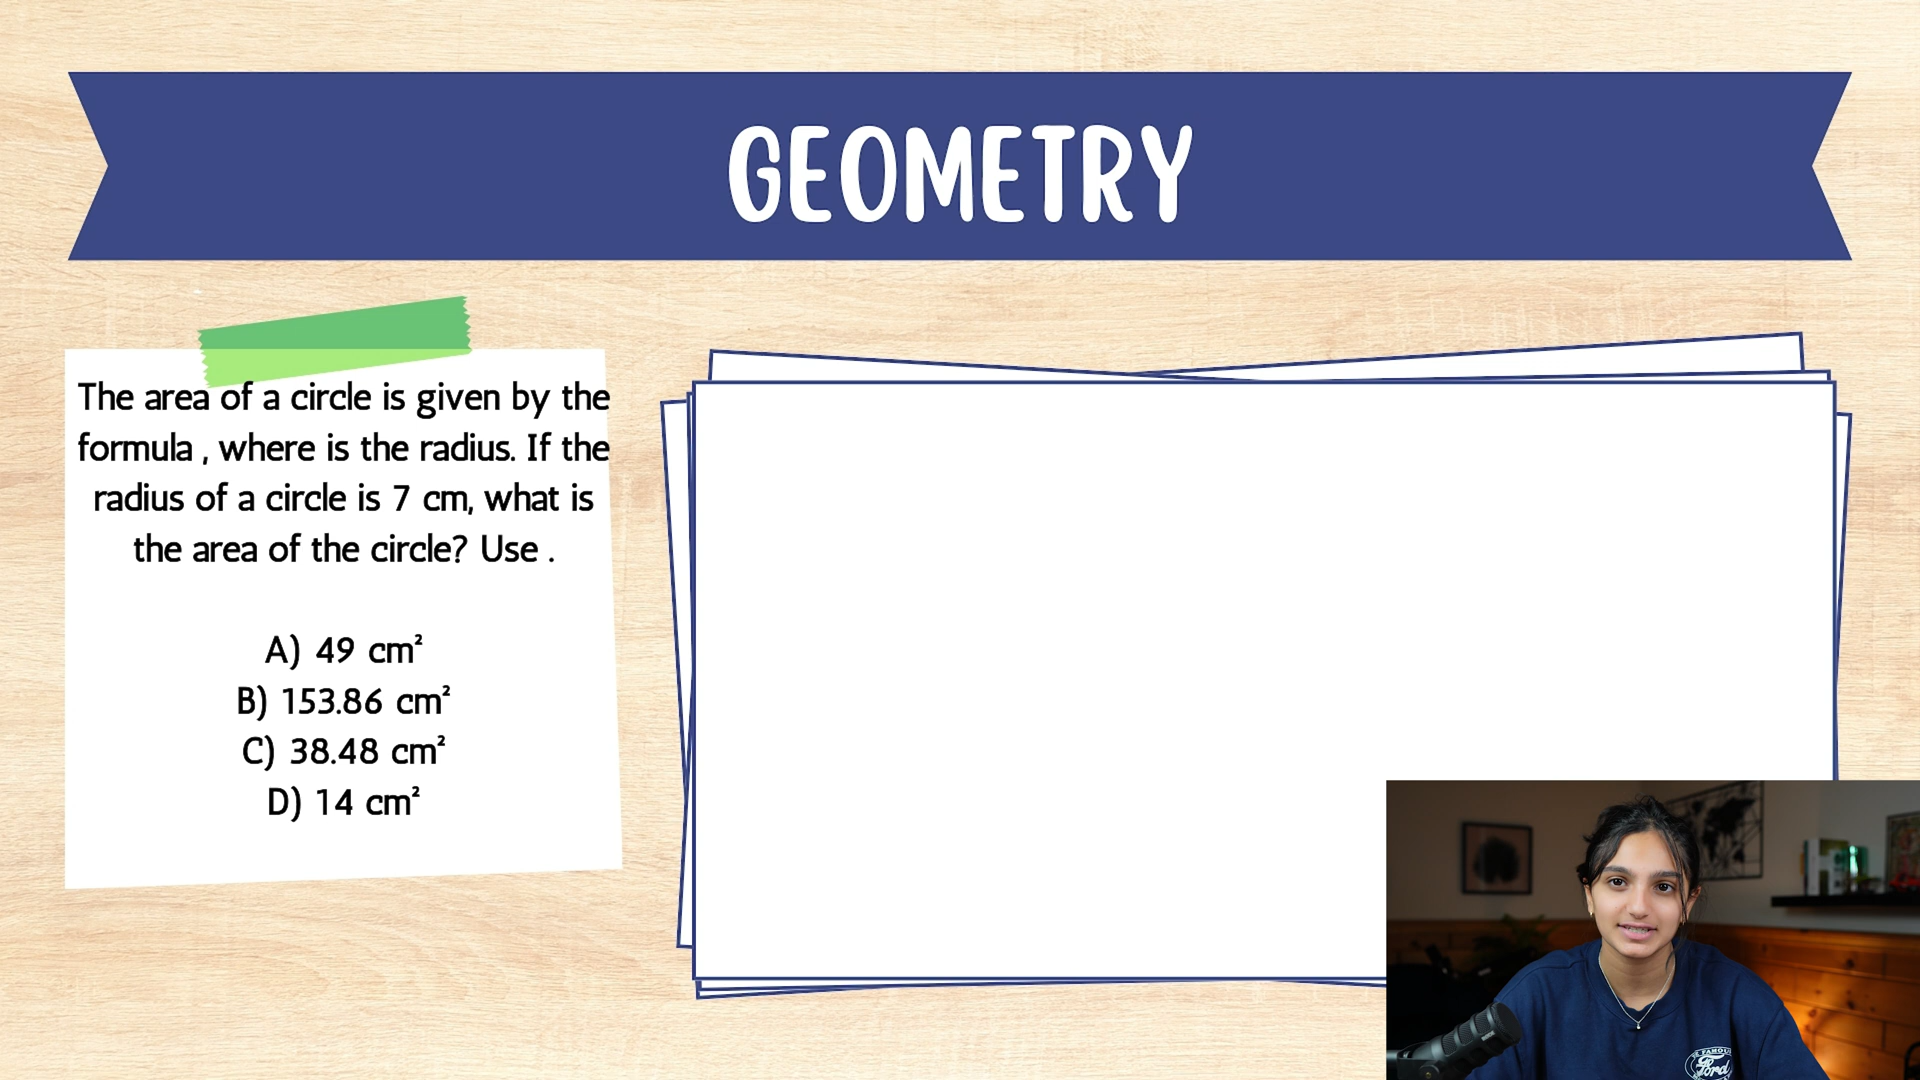 GEOMETRY
The area of a circle is given by the
formula , where is the radius. If the
radius of a circle is 7 cm, what is
the area of the circle? Use .
A) 49 cm²
B) 153.86 cm²
C) 38.48 cm²
D) 14 cm²
Ford